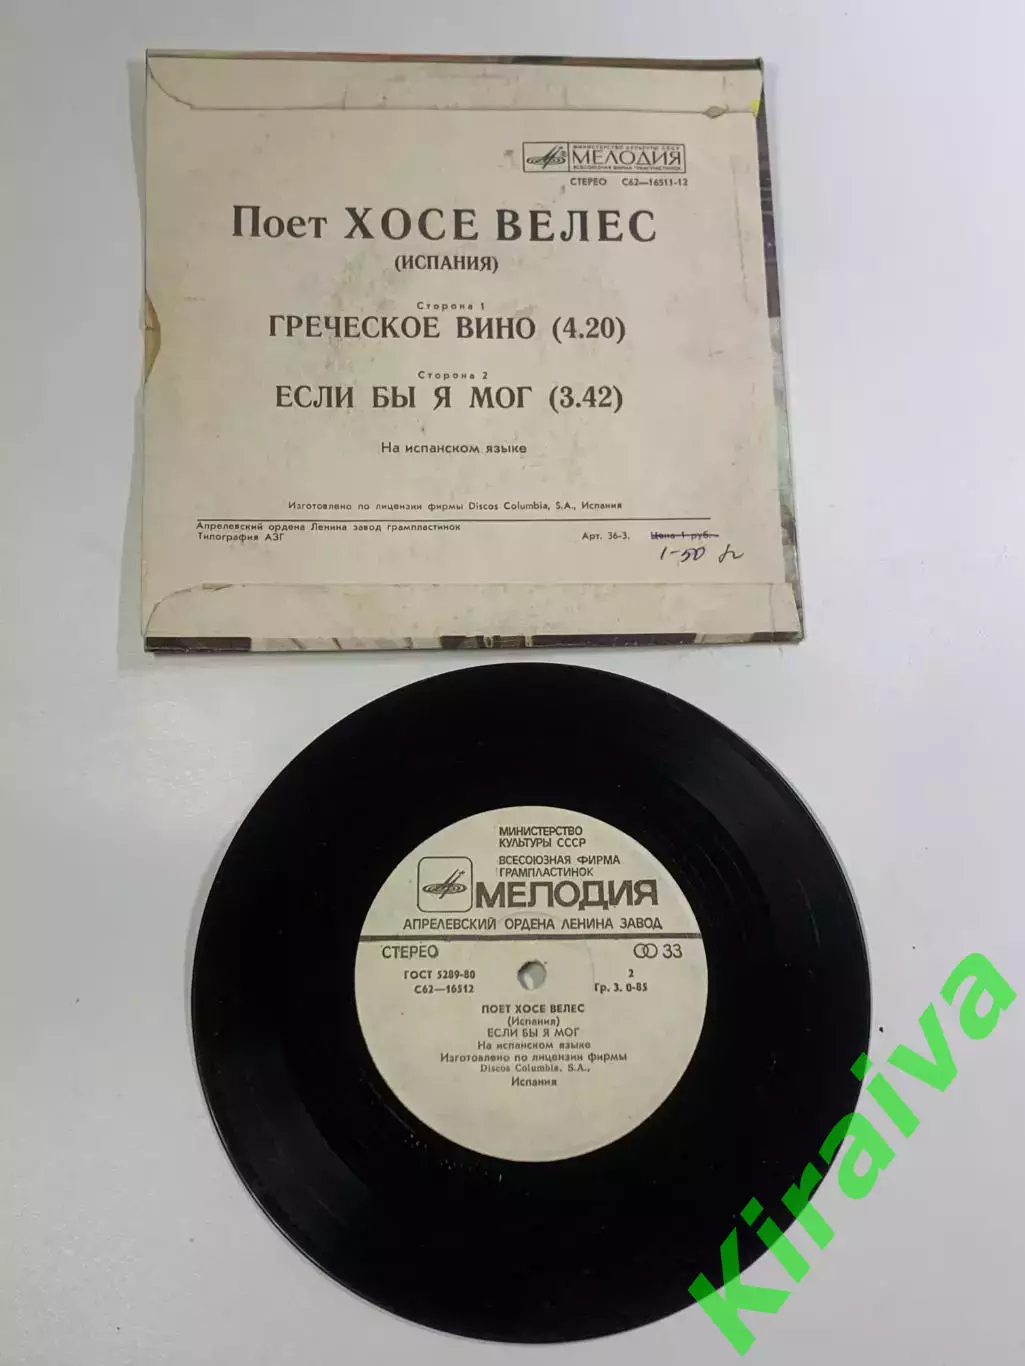 МИНИСТЕРСТВО КУЛЬТУРЫ СССР
МЕЛОДИЯ
ВСЕСОЮЗНАЯ ФИРМА ГРАМПЛАСТИНОК
СТЕРЕО С62—16511-12
Поет ХОСЕ ВЕЛЕС
(ИСПАНИЯ)
Сторона 1
ГРЕЧЕСКОЕ ВИНО (4.20)
Сторона 2
ЕСЛИ БЫ Я МОГ (3.42)
На испанском языке
Изготовлено по лицензии фирмы Discos Columbia, S.A., Испания
Апрелевский ордена Ленина завод грампластинок
Типография АЗГ Арт. 36-3. Цена 1 руб.
1-50
МИНИСТЕРСТВО
КУЛЬТУРЫ СССР
ВСЕСОЮЗНАЯ ФИРМА
ГРАМПЛАСТИНОК
МЕЛОДИЯ
АПРЕЛЕВСКИЙ ОРДЕНА ЛЕНИНА ЗАВОД
СТЕРЕО 33
ГОСТ 5289-80 2
С62—16512 Гр. 3. 0-85
ПОЕТ ХОСЕ ВЕЛЕС
(Испания)
ЕСЛИ БЫ Я МОГ
На испанском языке
Изготовлено по лицензии фирмы
Discos Columbia, S.A.,
Испания
Kiraiva